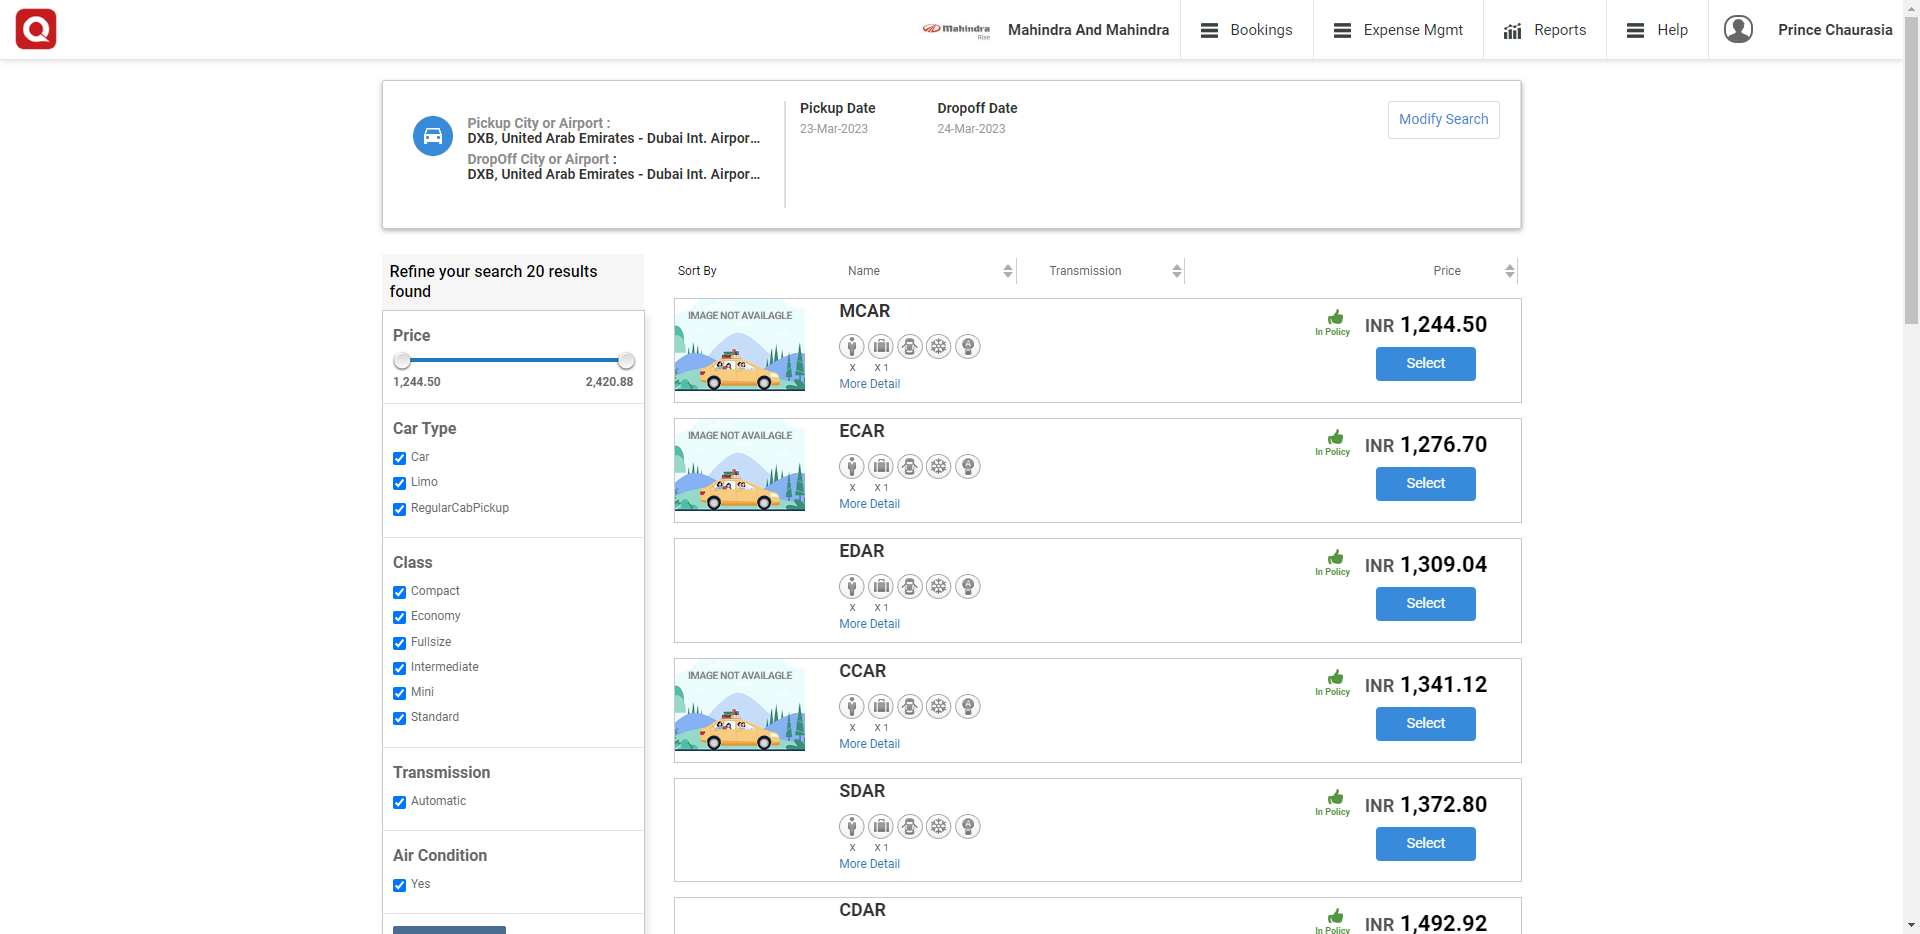 Mahindra
Rise
Mahindra And Mahindra
Bookings
Expense Mgmt
Reports
Help
Prince Chaurasia
Pickup City or Airport :
DXB, United Arab Emirates - Dubai Int. Airpor...
DropOff City or Airport :
DXB, United Arab Emirates - Dubai Int. Airpor...
Pickup Date
23-Mar-2023
Dropoff Date
24-Mar-2023
Modify Search
Refine your search 20 results
found
Price
1,244.50 2,420.88
Car Type
Car
Limo
RegularCabPickup
Class
Compact
Economy
Fullsize
Intermediate
Mini
Standard
Transmission
Automatic
Air Condition
Yes
Sort By Name Transmission Price
IMAGE NOT AVAILAGLE
MCAR
X X 1
More Detail
In Policy
INR 1,244.50
Select
IMAGE NOT AVAILAGLE
ECAR
X X 1
More Detail
In Policy
INR 1,276.70
Select
EDAR
X X 1
More Detail
In Policy
INR 1,309.04
Select
IMAGE NOT AVAILAGLE
CCAR
X X 1
More Detail
In Policy
INR 1,341.12
Select
SDAR
X X 1
More Detail
In Policy
INR 1,372.80
Select
CDAR
In Policy
INR 1,492.92